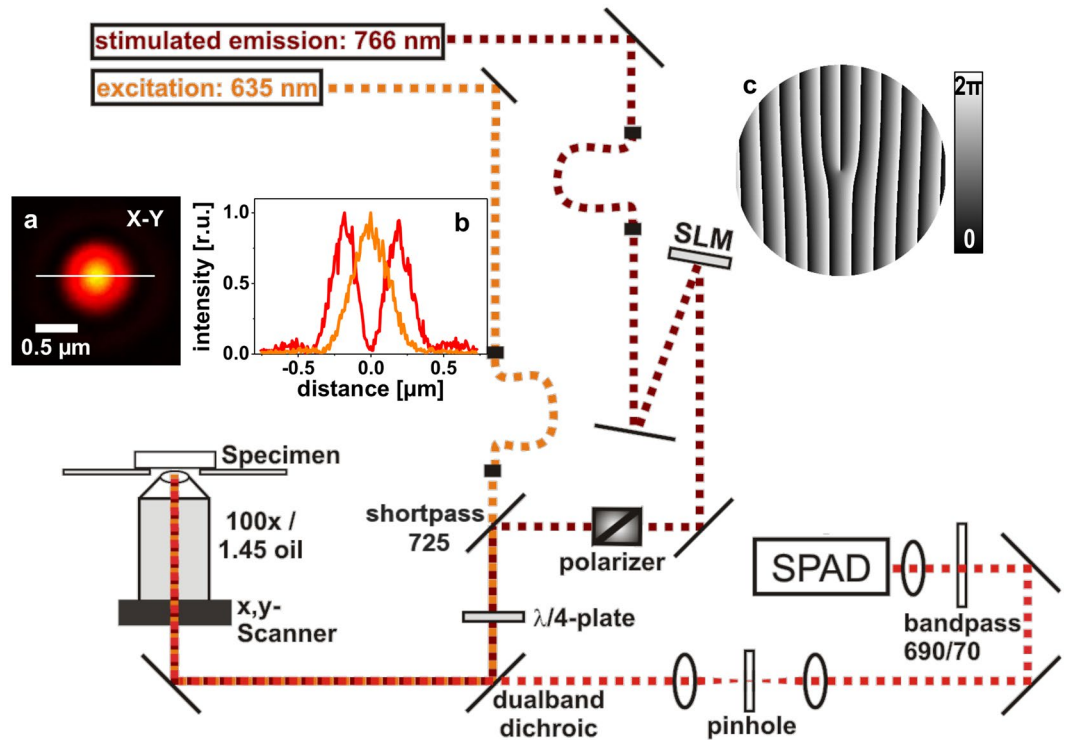 stimulated emission: 766 nm
excitation: 635 nm
c
2π
0
a
X-Y
0.5 µm
b
intensity [r.u.]
1.0
0.5
0.0
-0.5
0.0
0.5
distance [µm]
SLM
Specimen
100x /
1.45 oil
x,y-
Scanner
shortpass
725
polarizer
λ/4-plate
SPAD
bandpass
690/70
dualband
dichroic
pinhole